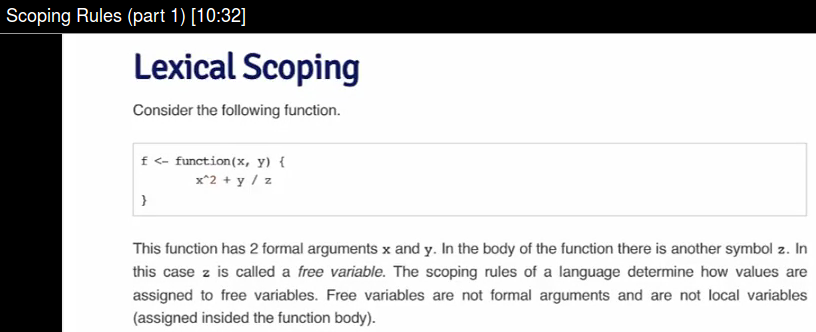 Scoping Rules (part 1) [10:32]
Lexical Scoping
Consider the following function.
f <- function(x, y) {
x^2 + y / z
}
This function has 2 formal arguments x and y. In the body of the function there is another symbol z. In
this case z is called a free variable. The scoping rules of a language determine how values are
assigned to free variables. Free variables are not formal arguments and are not local variables
(assigned insided the function body).